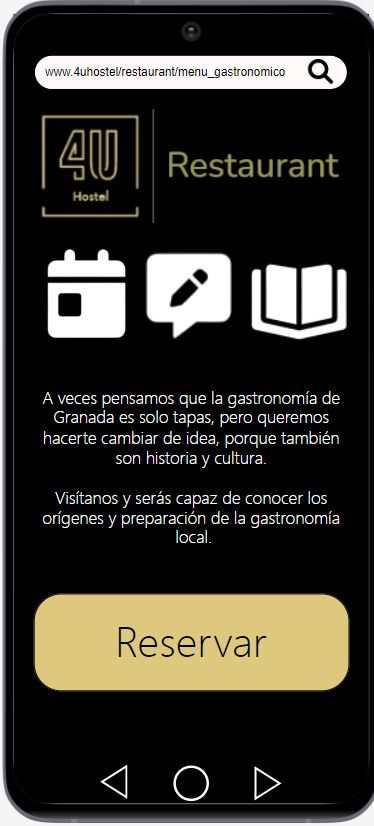 www.4uhostel/restaurant/menu_gastronomico
4U
Hostel
Restaurant
A veces pensamos que la gastronomía de
Granada es solo tapas, pero queremos
hacerte cambiar de idea, porque también
son historia y cultura.
Visítanos y serás capaz de conocer los
orígenes y preparación de la gastronomía
local.
Reservar